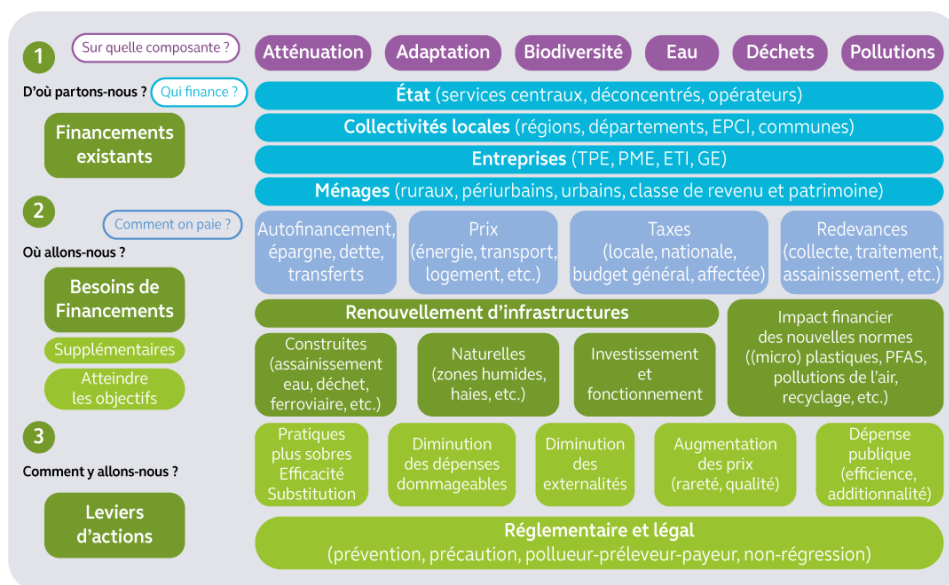 1
Sur quelle composante ?
Atténuation
Adaptation
Biodiversité
Eau
Déchets
Pollutions
D'où partons-nous ?
Qui finance ?
Financements
existants
État (services centraux, déconcentrés, opérateurs)
Collectivités locales (régions, départements, EPCI, communes)
Entreprises (TPE, PME, ETI, GE)
Ménages (ruraux, périurbains, urbains, classe de revenu et patrimoine)
2
Comment on paie ?
Où allons-nous ?
Besoins de
Financements
Supplémentaires
Atteindre
les objectifs
Autofinancement,
épargne, dette,
transferts
Prix
(énergie, transport,
logement, etc.)
Taxes
(locale, nationale,
budget général, affectée)
Redevances
(collecte, traitement,
assainissement, etc.)
Renouvellement d'infrastructures
Construites
(assainissement
eau, déchet,
ferroviaire, etc.)
Naturelles
(zones humides,
haies, etc.)
Investissement
et
fonctionnement
Impact financier
des nouvelles normes
((micro) plastiques, PFAS,
pollutions de l'air,
recyclage, etc.)
3
Comment y allons-nous ?
Leviers
d'actions
Pratiques
plus sobres
Efficacité
Substitution
Diminution
des dépenses
dommageables
Diminution
des
externalités
Augmentation
des prix
(rareté, qualité)
Dépense
publique
(efficience,
additionnalité)
Réglementaire et légal
(prévention, précaution, pollueur-préleveur-payeur, non-régression)